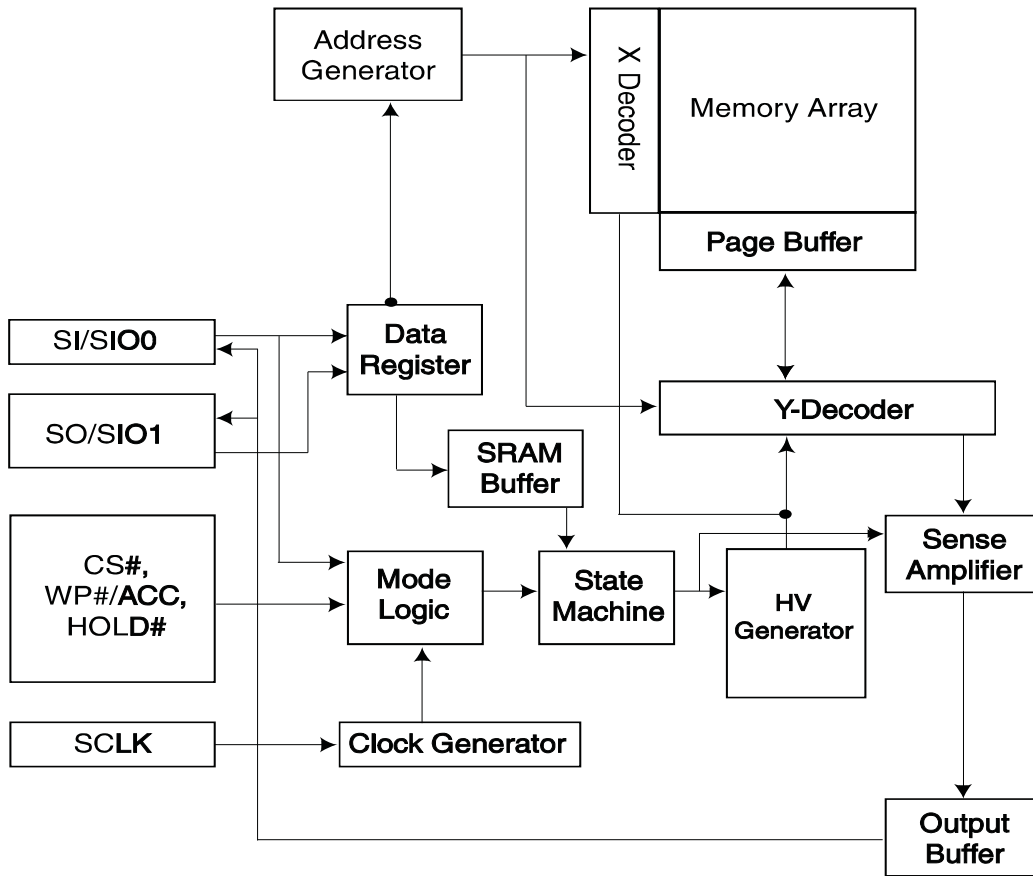 Address
Generator
X Decoder
Memory Array
Page Buffer
SI/SIO0
Data
Register
SO/SIO1
Y-Decoder
SRAM
Buffer
CS#,
WP#/ACC,
HOLD#
Mode
Logic
State
Machine
HV
Generator
Sense
Amplifier
SCLK
Clock Generator
Output
Buffer